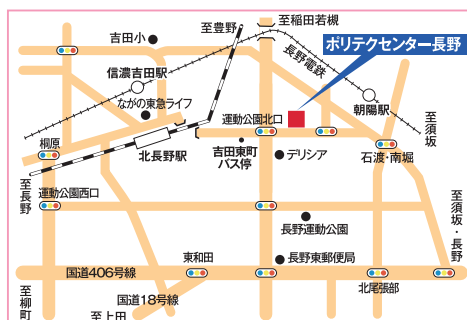 至稲若槻
至豊野
吉田小
ポリテクセンター長野
長野電鉄
信濃吉田駅
朝陽駅
ながの東急ライフ
運動公園北口
至須坂
桐原
北長野駅
吉田東町
バス停
デリシア
石渡・南堀
至長野
運動公園西口
至須坂・長野
長野運動公園
東和田
長野東郵便局
国道406号線
北尾張部
国道18号線
至柳町
至上田